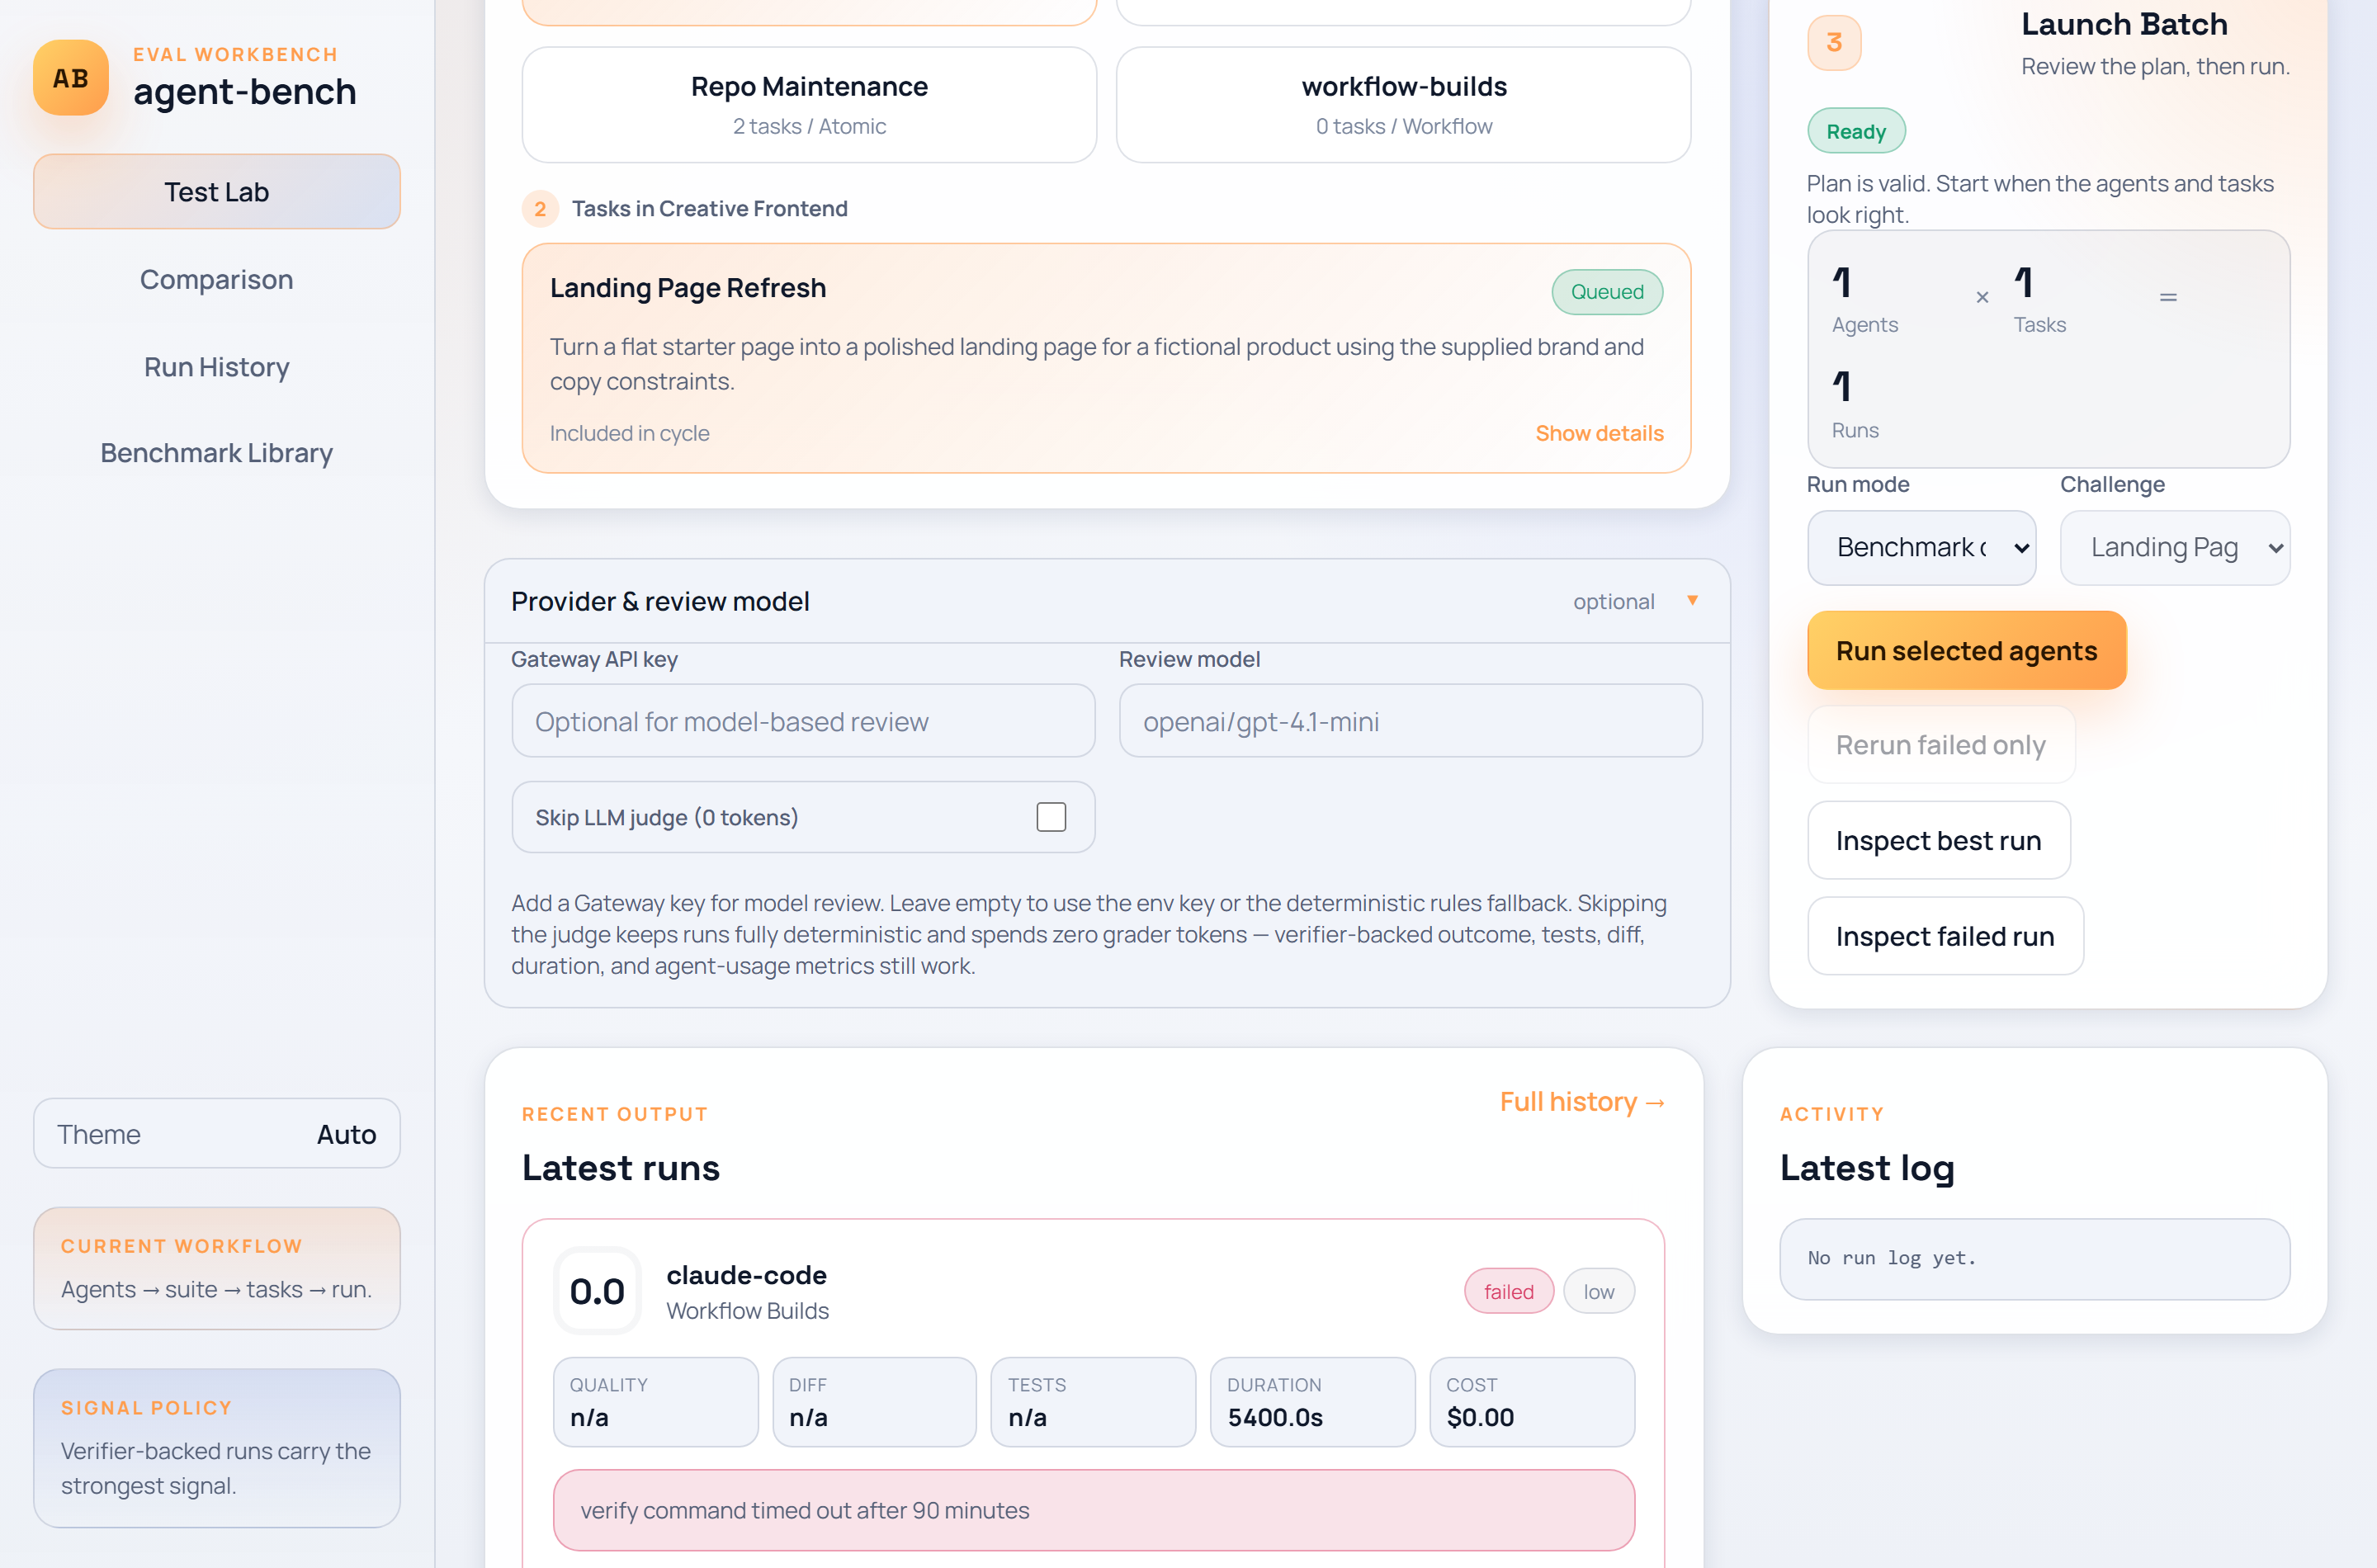 AB
EVAL WORKBENCH
agent-bench
Test Lab
Comparison
Run History
Benchmark Library
Theme
Auto
CURRENT WORKFLOW
Agents → suite → tasks → run.
SIGNAL POLICY
Verifier-backed runs carry the
strongest signal.
Repo Maintenance
2 tasks / Atomic
workflow-builds
0 tasks / Workflow
2
Tasks in Creative Frontend
Landing Page Refresh
Queued
Turn a flat starter page into a polished landing page for a fictional product using the supplied brand and
copy constraints.
Included in cycle
Show details
Provider & review model
optional
Gateway API key
Review model
Optional for model-based review
openai/gpt-4.1-mini
Skip LLM judge (0 tokens)
Add a Gateway key for model review. Leave empty to use the env key or the deterministic rules fallback. Skipping
the judge keeps runs fully deterministic and spends zero grader tokens — verifier-backed outcome, tests, diff,
duration, and agent-usage metrics still work.
3
Launch Batch
Review the plan, then run.
Ready
Plan is valid. Start when the agents and tasks
look right.
1
Agents
×
1
Tasks
=
1
Runs
Run mode
Challenge
Benchmark
Landing Pag
Run selected agents
Rerun failed only
Inspect best run
Inspect failed run
RECENT OUTPUT
Full history →
Latest runs
0.0
claude-code
Workflow Builds
failed
low
QUALITY
n/a
DIFF
n/a
TESTS
n/a
DURATION
5400.0s
COST
$0.00
verify command timed out after 90 minutes
ACTIVITY
Latest log
No run log yet.